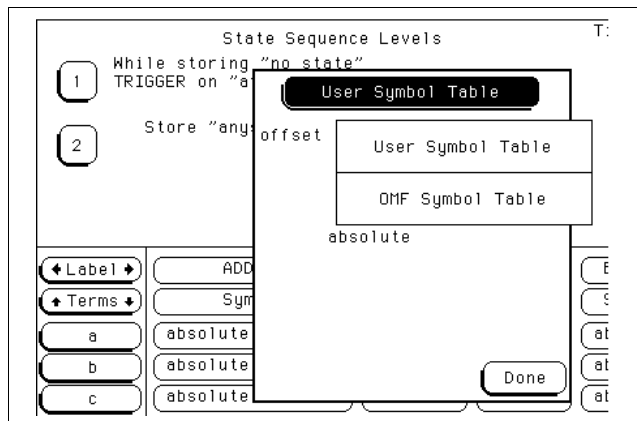 State Sequence Levels
While storing "no state"
1
TRIGGER on "a
User Symbol Table
Store "any
2
offset
User Symbol Table
OMF Symbol Table
absolute
Label
ADD
Terms
Sym
a
absolute
b
absolute
c
absolute
Done